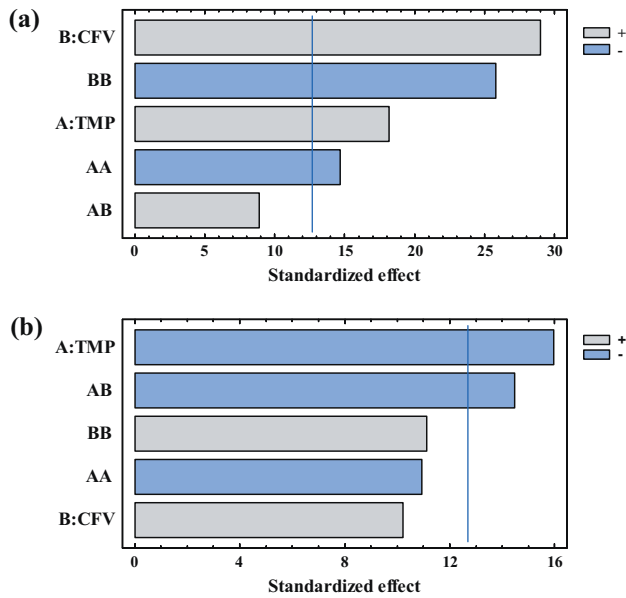 (a)
B:CFV
BB
A:TMP
AA
AB
+
-
0 5 10 15 20 25 30
Standardized effect
(b)
A:TMP
AB
BB
AA
B:CFV
+
-
0 4 8 12 16
Standardized effect